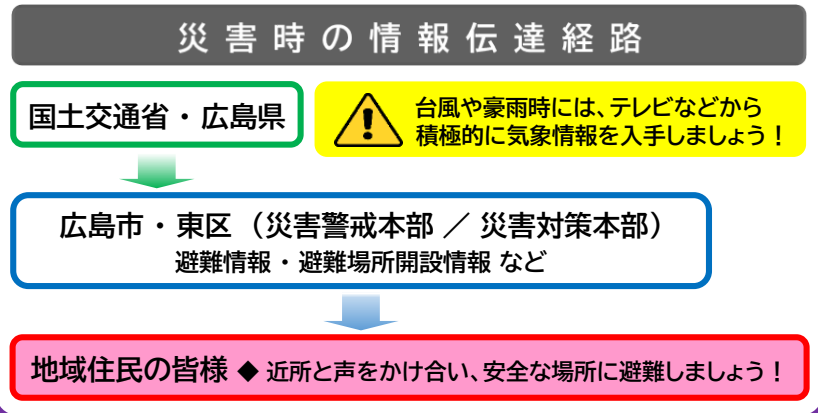 災害時の情報伝達経路
国土交通省・広島県
台風や豪雨時には、テレビなどから
積極的に気象情報を入手しましょう！
広島市・東区（災害警戒本部 ／ 災害対策本部）
避難情報・避難場所開設情報 など
地域住民の皆様 ◆ 近所と声をかけ合い、安全な場所に避難しましょう！